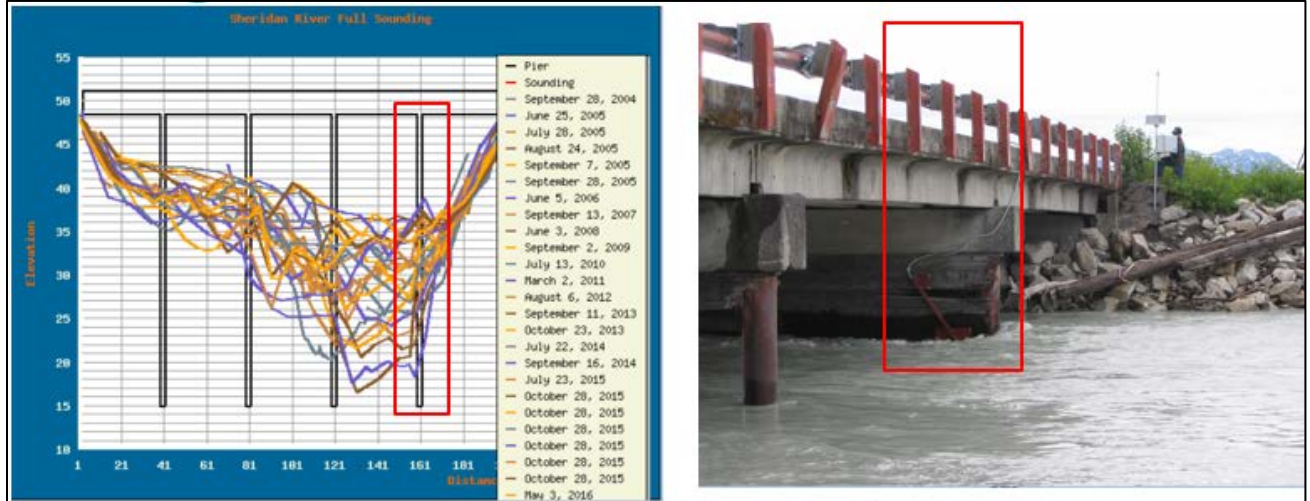 Sheridan River Full Sounding
55
50
45
40
35
30
25
20
15
10
Elevation
1 21 41 61 81 101 121 141 161 181
Distanc
Pier
Sounding
September 28, 2004
June 25, 2005
July 28, 2005
August 24, 2005
September 7, 2005
September 28, 2005
June 5, 2006
September 13, 2007
June 3, 2008
September 2, 2009
July 13, 2010
March 2, 2011
August 6, 2012
September 11, 2013
October 23, 2013
July 22, 2014
September 16, 2014
July 23, 2015
October 28, 2015
October 28, 2015
October 28, 2015
October 28, 2015
October 28, 2015
October 28, 2015
May 3, 2016